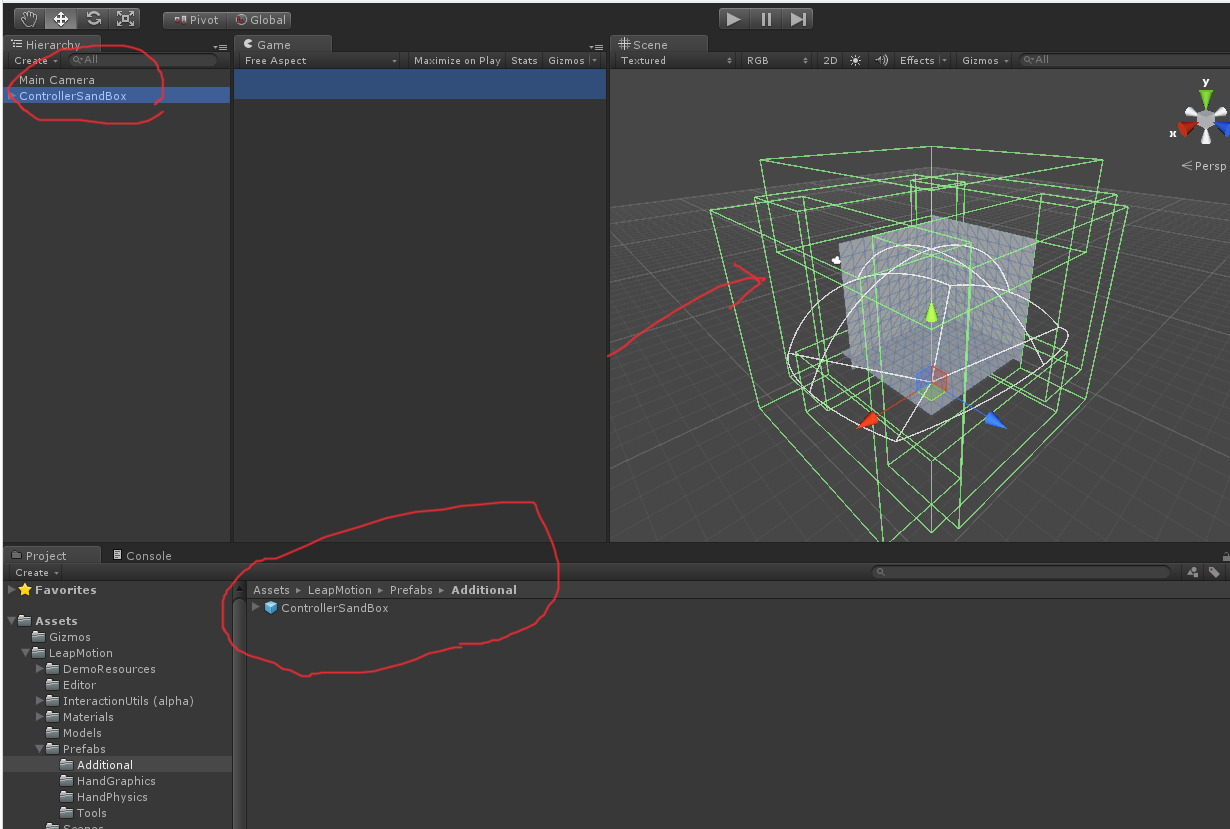 Pivot Global
Hierarchy
Create All
Main Camera
ControllerSandBox
Game
Free Aspect Maximize on Play Stats Gizmos
Scene
Textured RGB 2D Effects Gizmos All
y
x
Persp
Project Console
Create
Favorites
Assets
Gizmos
LeapMotion
DemoResources
Editor
InteractionUtils (alpha)
Materials
Models
Prefabs
Additional
HandGraphics
HandPhysics
Tools
Scenes
Assets ▸ LeapMotion ▸ Prefabs ▸ Additional
ControllerSandBox